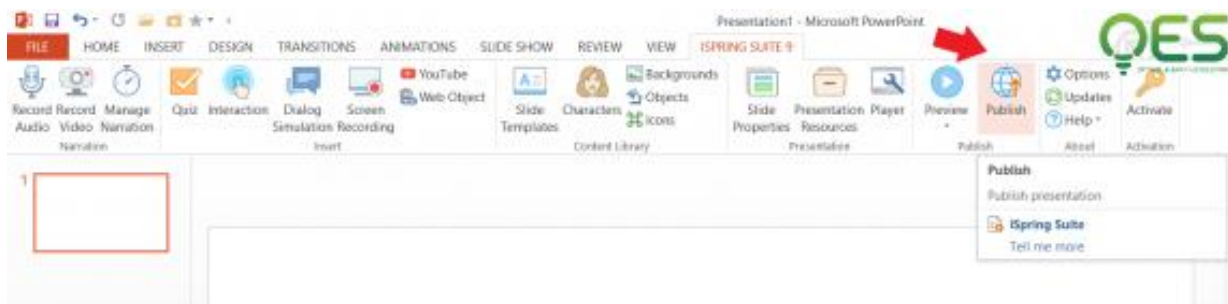 Presentation1 - Microsoft PowerPoint
OES
FILE HOME INSERT DESIGN TRANSITIONS ANIMATIONS SLIDE SHOW REVIEW VIEW ISPRING SUITE 9
Record Audio
Record Video
Manage Narration
Narration
Quiz
Interaction
Dialog Simulation
Screen Recording
YouTube
Web Object
Insert
Slide Templates
Characters
Backgrounds
Objects
Icons
Content Library
Slide Properties
Presentation Resources
Player
Presentation
Preview
Publish
Publish
Options
Updates
Help
About
Activate
Activation
1
Publish
Publish presentation
iSpring Suite
Tell me more